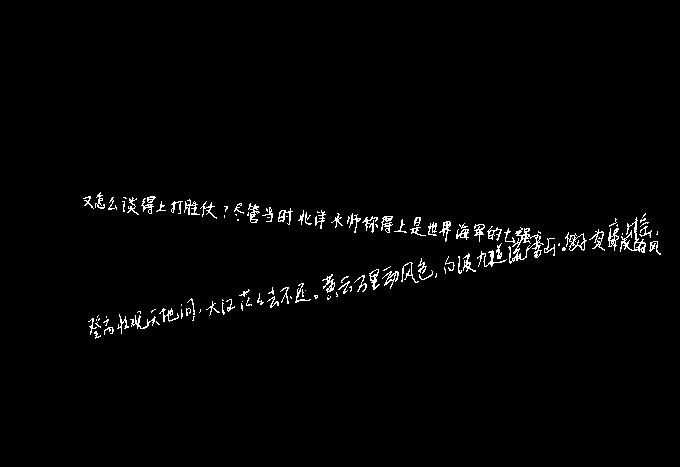 又怎么谈得上打胜仗?尽管当时北洋水师称得上是世界海军的七强
登高壮观天地间,大江茫茫去不还。黄云万里动风色,白波九道流雪山。